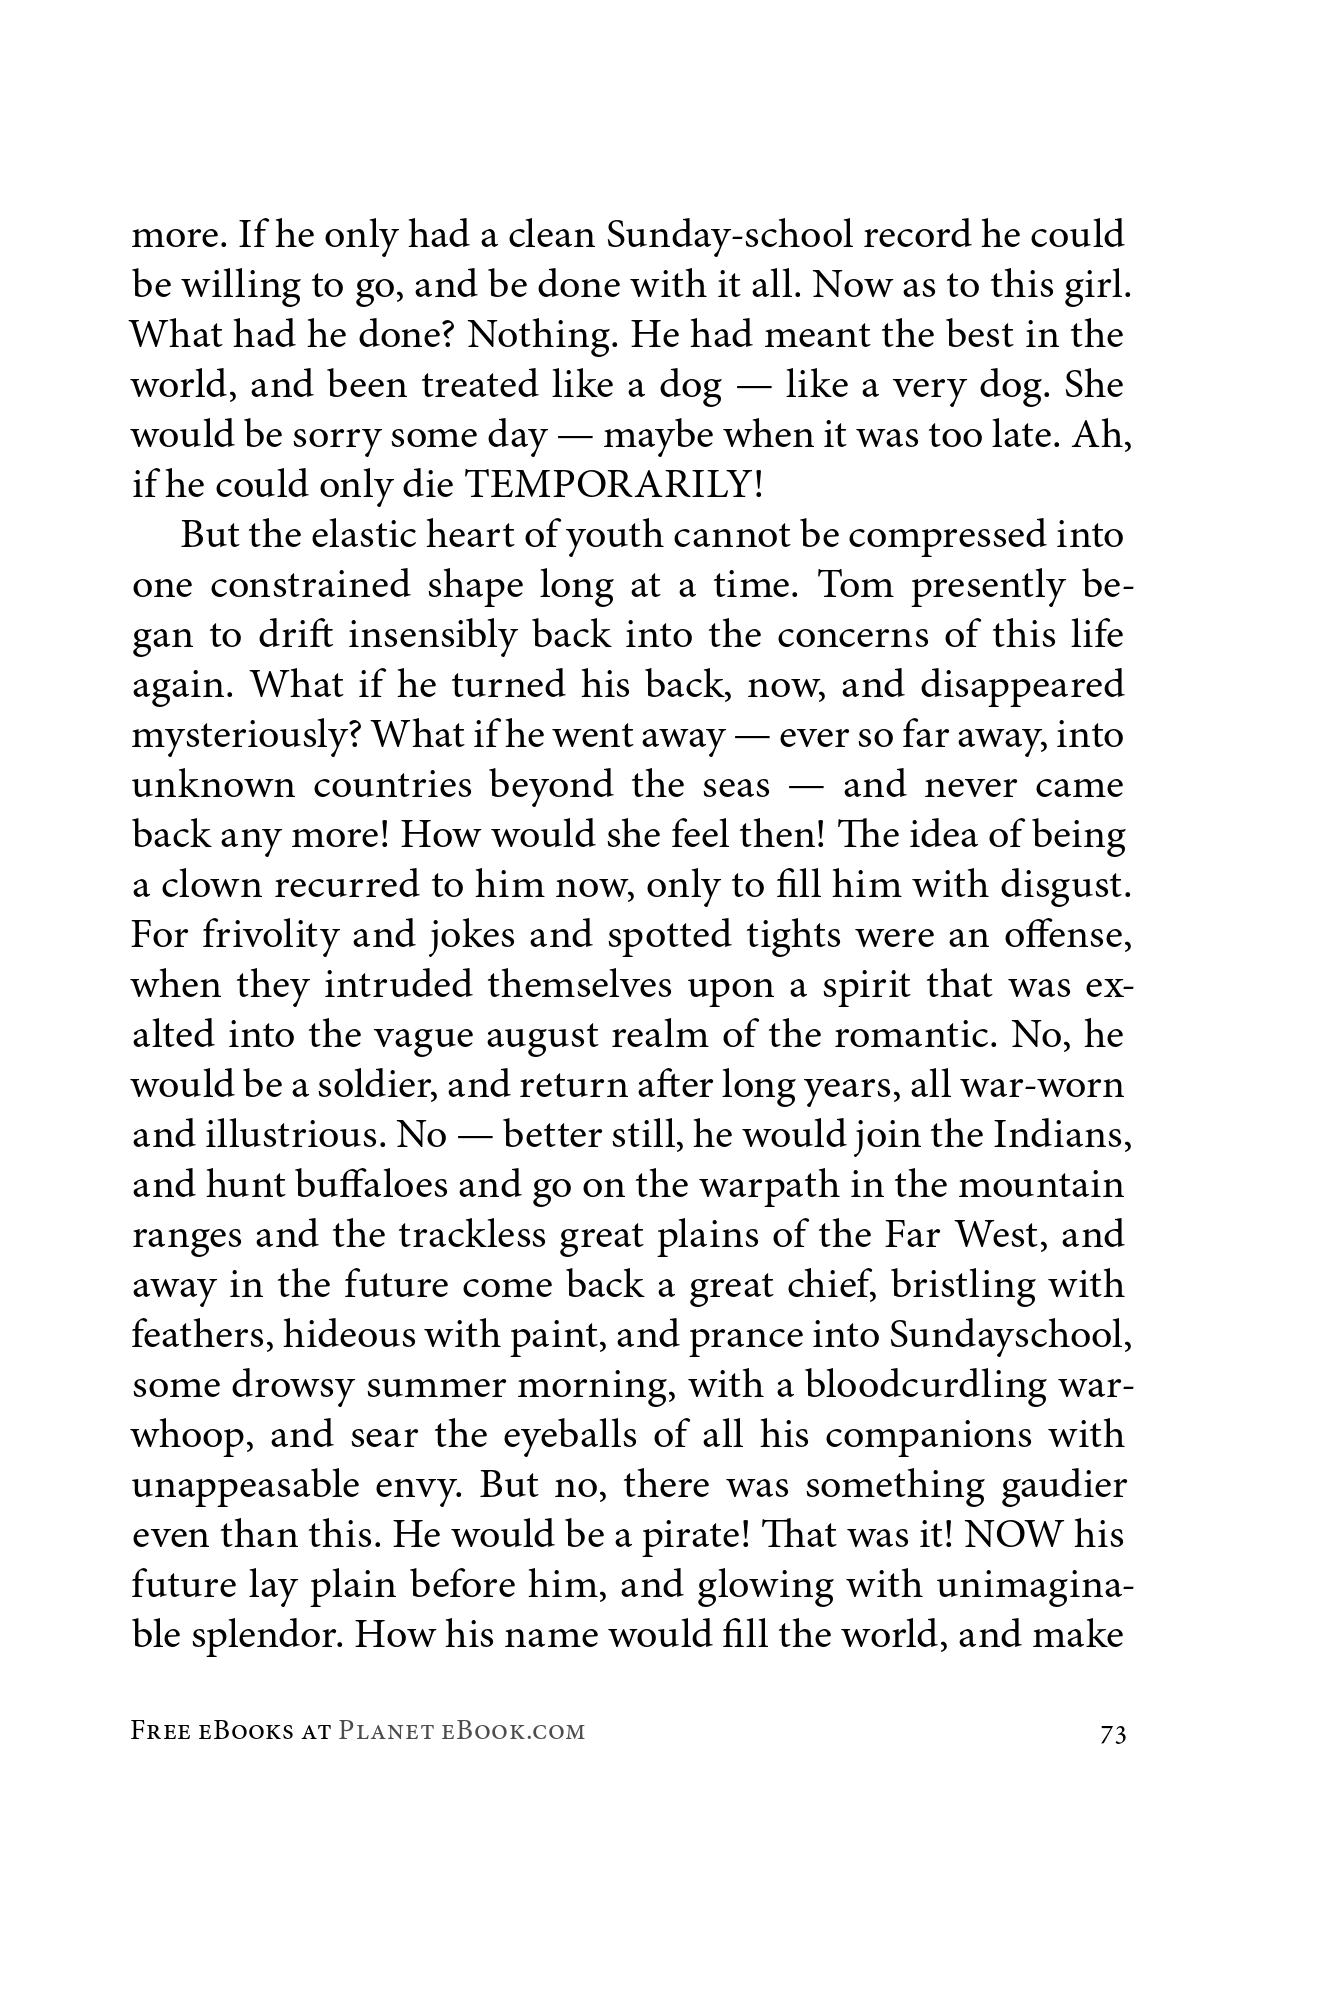 more. If he only had a clean Sunday-school record he could
be willing to go, and be done with it all. Now as to this girl.
What had he done? Nothing. He had meant the best in the
world, and been treated like a dog — like a very dog. She
would be sorry some day — maybe when it was too late. Ah,
if he could only die TEMPORARILY!
But the elastic heart of youth cannot be compressed into
one constrained shape long at a time. Tom presently be-
gan to drift insensibly back into the concerns of this life
again. What if he turned his back, now, and disappeared
mysteriously? What if he went away — ever so far away, into
unknown countries beyond the seas — and never came
back any more! How would she feel then! The idea of being
a clown recurred to him now, only to fill him with disgust.
For frivolity and jokes and spotted tights were an offense,
when they intruded themselves upon a spirit that was ex-
alted into the vague august realm of the romantic. No, he
would be a soldier, and return after long years, all war-worn
and illustrious. No — better still, he would join the Indians,
and hunt buffaloes and go on the warpath in the mountain
ranges and the trackless great plains of the Far West, and
away in the future come back a great chief, bristling with
feathers, hideous with paint, and prance into Sundayschool,
some drowsy summer morning, with a bloodcurdling war-
whoop, and sear the eyeballs of all his companions with
unappeasable envy. But no, there was something gaudier
even than this. He would be a pirate! That was it! NOW his
future lay plain before him, and glowing with unimagina-
ble splendor. How his name would fill the world, and make
Free eBooks at Planet eBook.com 73